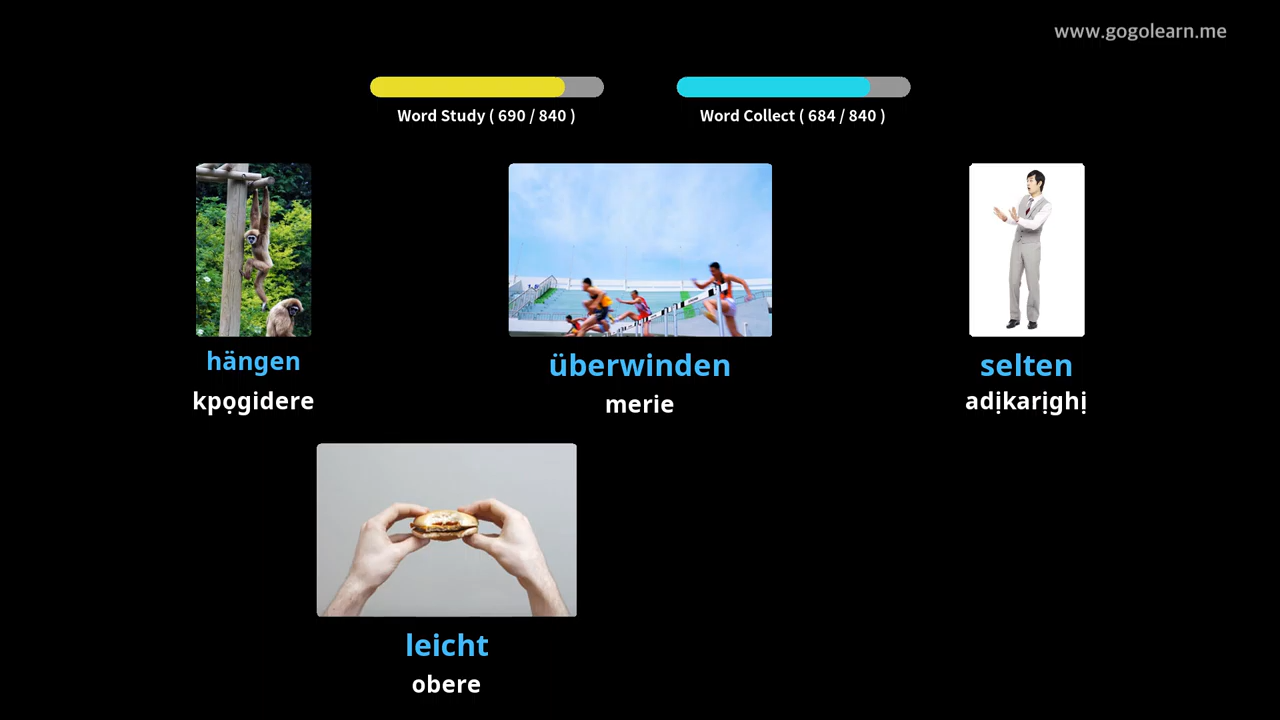 www.gogolearn.me
Word Study ( 690 / 840 )
Word Collect ( 684 / 840 )
hängen
kpọgidere
überwinden
merie
selten
adịkarịghị
leicht
obere